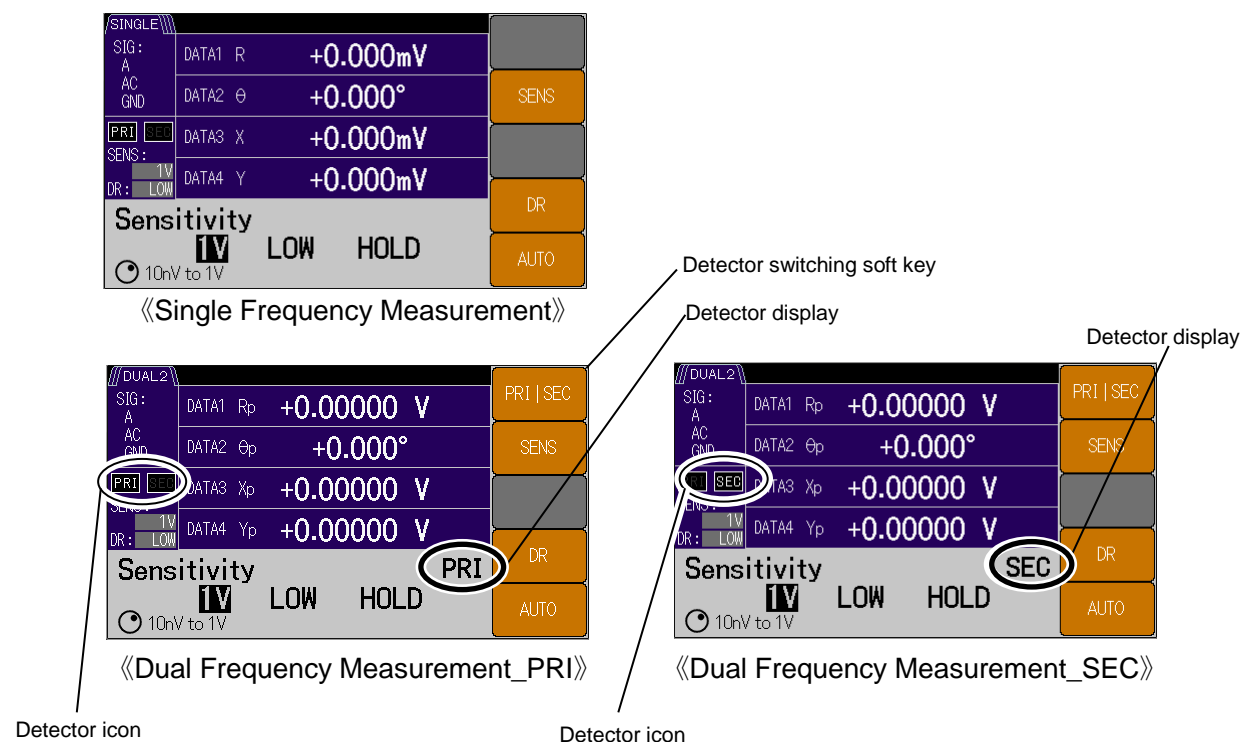 SINGLE
SIG:
A
AC
GND
PRI SEC
SENS:
1V
DR: LOW
DATA1 R +0.000mV
DATA2 θ +0.000°
DATA3 X +0.000mV
DATA4 Y +0.000mV
Sensitivity
1V LOW HOLD
10nV to 1V
SENS
DR
AUTO
《Single Frequency Measurement》
Detector switching soft key
Detector display
Detector display
DUAL2
SIG:
A
AC
GND
PRI SEC
SENS:
1V
DR: LOW
DATA1 Rp +0.00000 V
DATA2 θp +0.000°
DATA3 Xp +0.00000 V
DATA4 Yp +0.00000 V
Sensitivity PRI
1V LOW HOLD
10nV to 1V
PRI|SEC
SENS
DR
AUTO
《Dual Frequency Measurement_PRI》
Detector icon
DUAL2
SIG:
A
AC
GND
PRI SEC
SENS:
1V
DR: LOW
DATA1 Rp +0.00000 V
DATA2 θp +0.000°
DATA3 Xp +0.00000 V
DATA4 Yp +0.00000 V
Sensitivity SEC
1V LOW HOLD
10nV to 1V
PRI|SEC
SENS
DR
AUTO
《Dual Frequency Measurement_SEC》
Detector icon